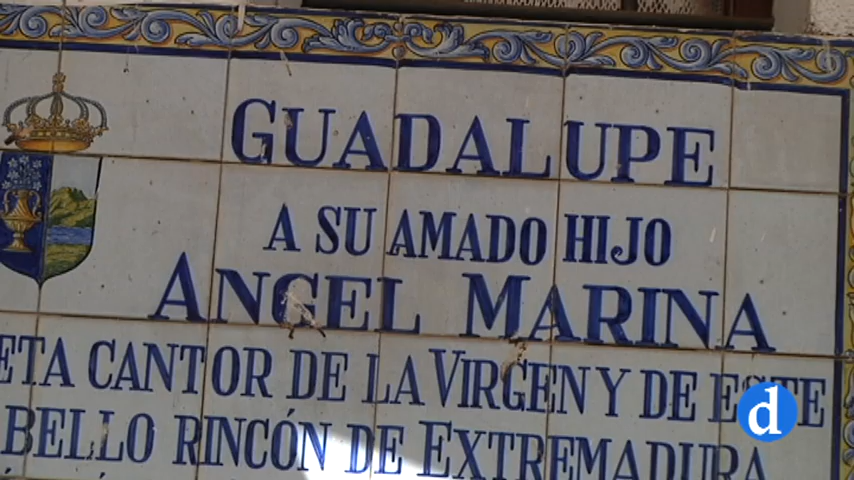 GUADALUPE
A SU AMADO HIJO
ANGEL MARINA
ETA CANTOR DE LA VIRGEN Y DE ESTE
BELLO RINCÓN DE EXTREMADURA
d